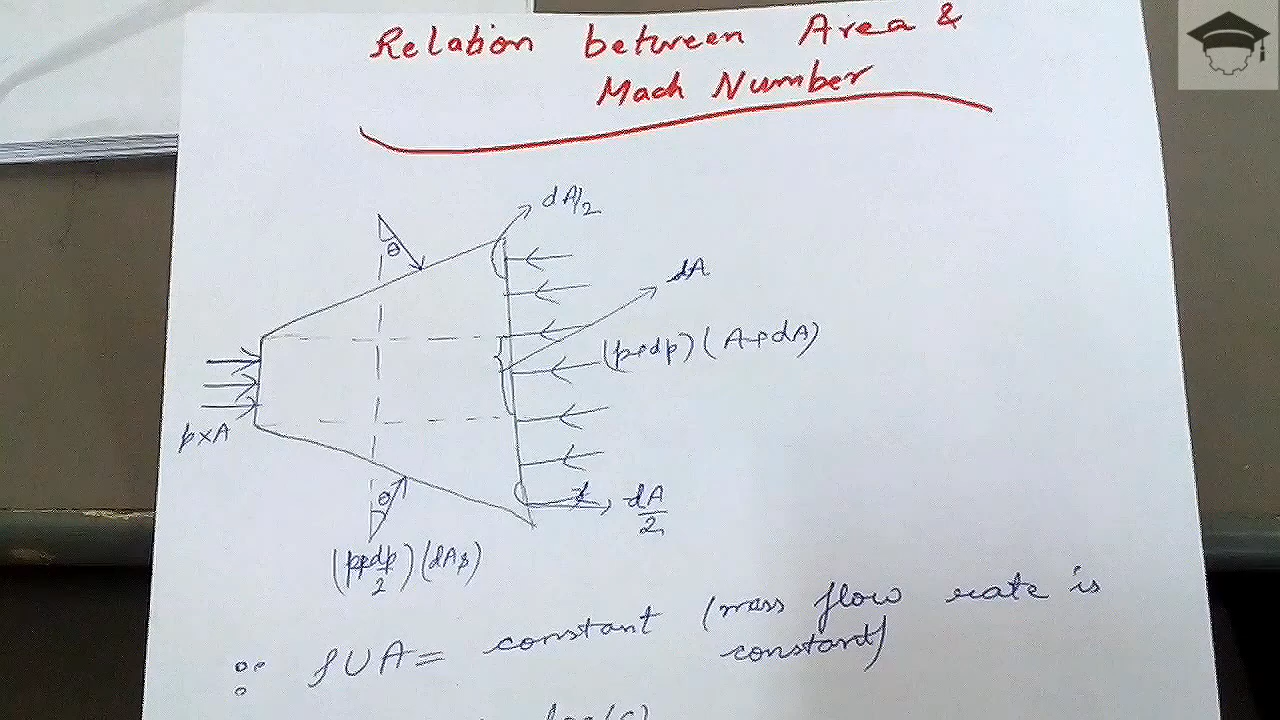 Relation between Area &
Mach Number
dA/2
θ
dA
(p+dp)(A+dA)
p×A
θ
dA/2
(p+dp/2)(dAs)
∵ ρUA = constant (mass flow rate is
constant)